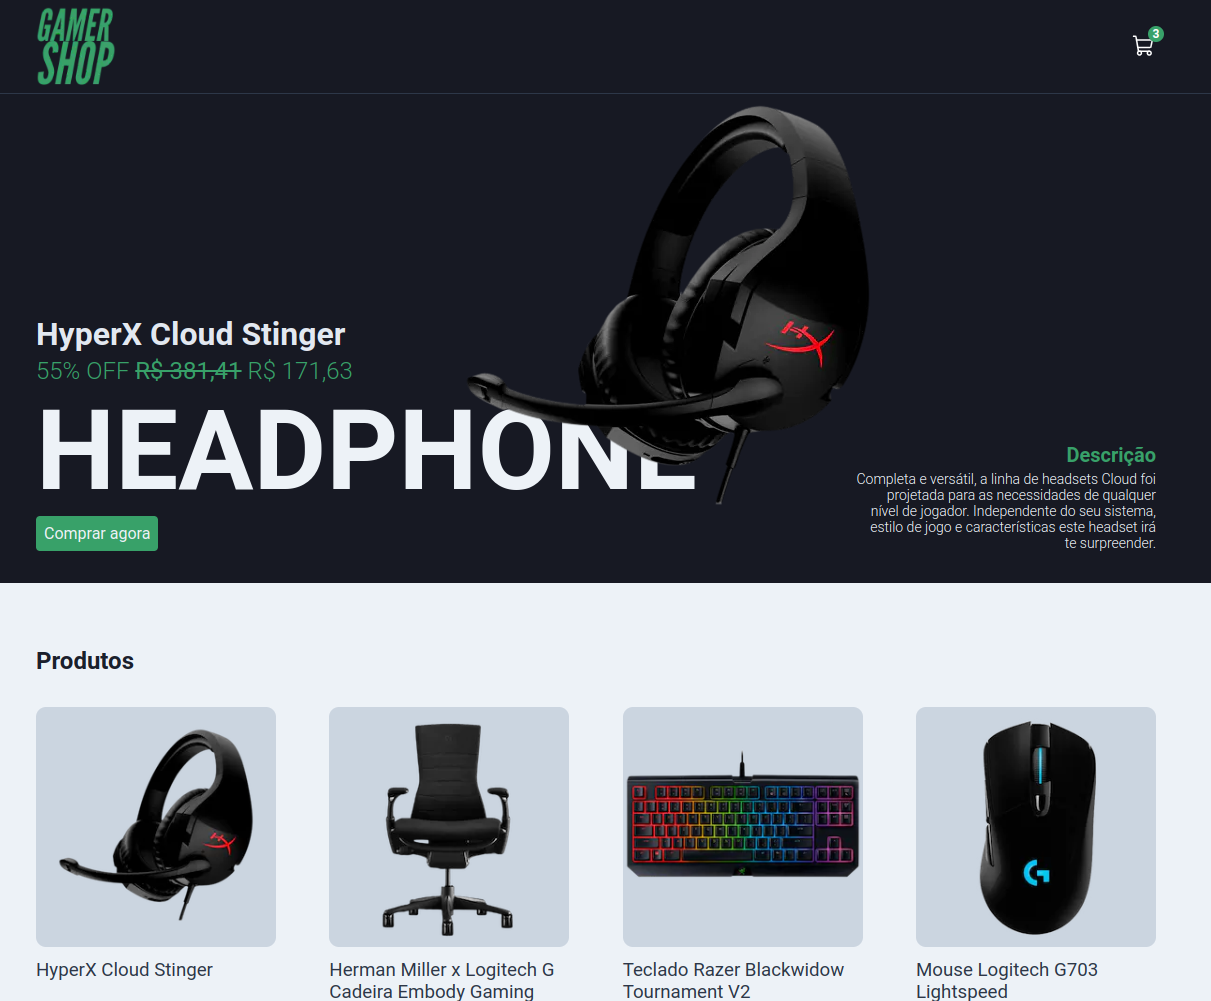 GAMER
SHOP
3
HyperX Cloud Stinger
55% OFF R$ 381,41 R$ 171,63
HEADPHONE
Comprar agora
Descrição
Completa e versátil, a linha de headsets Cloud foi
projetada para as necessidades de qualquer
nível de jogador. Independente do seu sistema,
estilo de jogo e características este headset irá
te surpreender.
Produtos
HyperX Cloud Stinger
Herman Miller x Logitech G
Cadeira Embody Gaming
Teclado Razer Blackwidow
Tournament V2
Mouse Logitech G703
Lightspeed